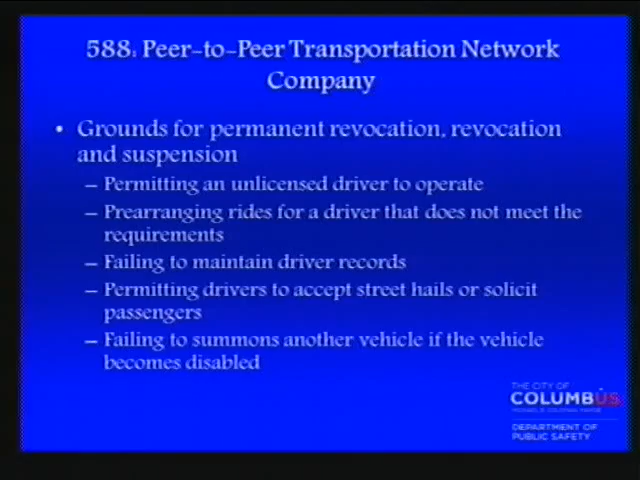 588: Peer-to-Peer Transportation Network
Company
• Grounds for permanent revocation, revocation
and suspension
– Permitting an unlicensed driver to operate
– Prearranging rides for a driver that does not meet the
requirements
– Failing to maintain driver records
– Permitting drivers to accept street hails or solicit
passengers
– Failing to summons another vehicle if the vehicle
becomes disabled
THE CITY OF
COLUMBUS
MICHAEL B. COLEMAN, MAYOR
DEPARTMENT OF
PUBLIC SAFETY